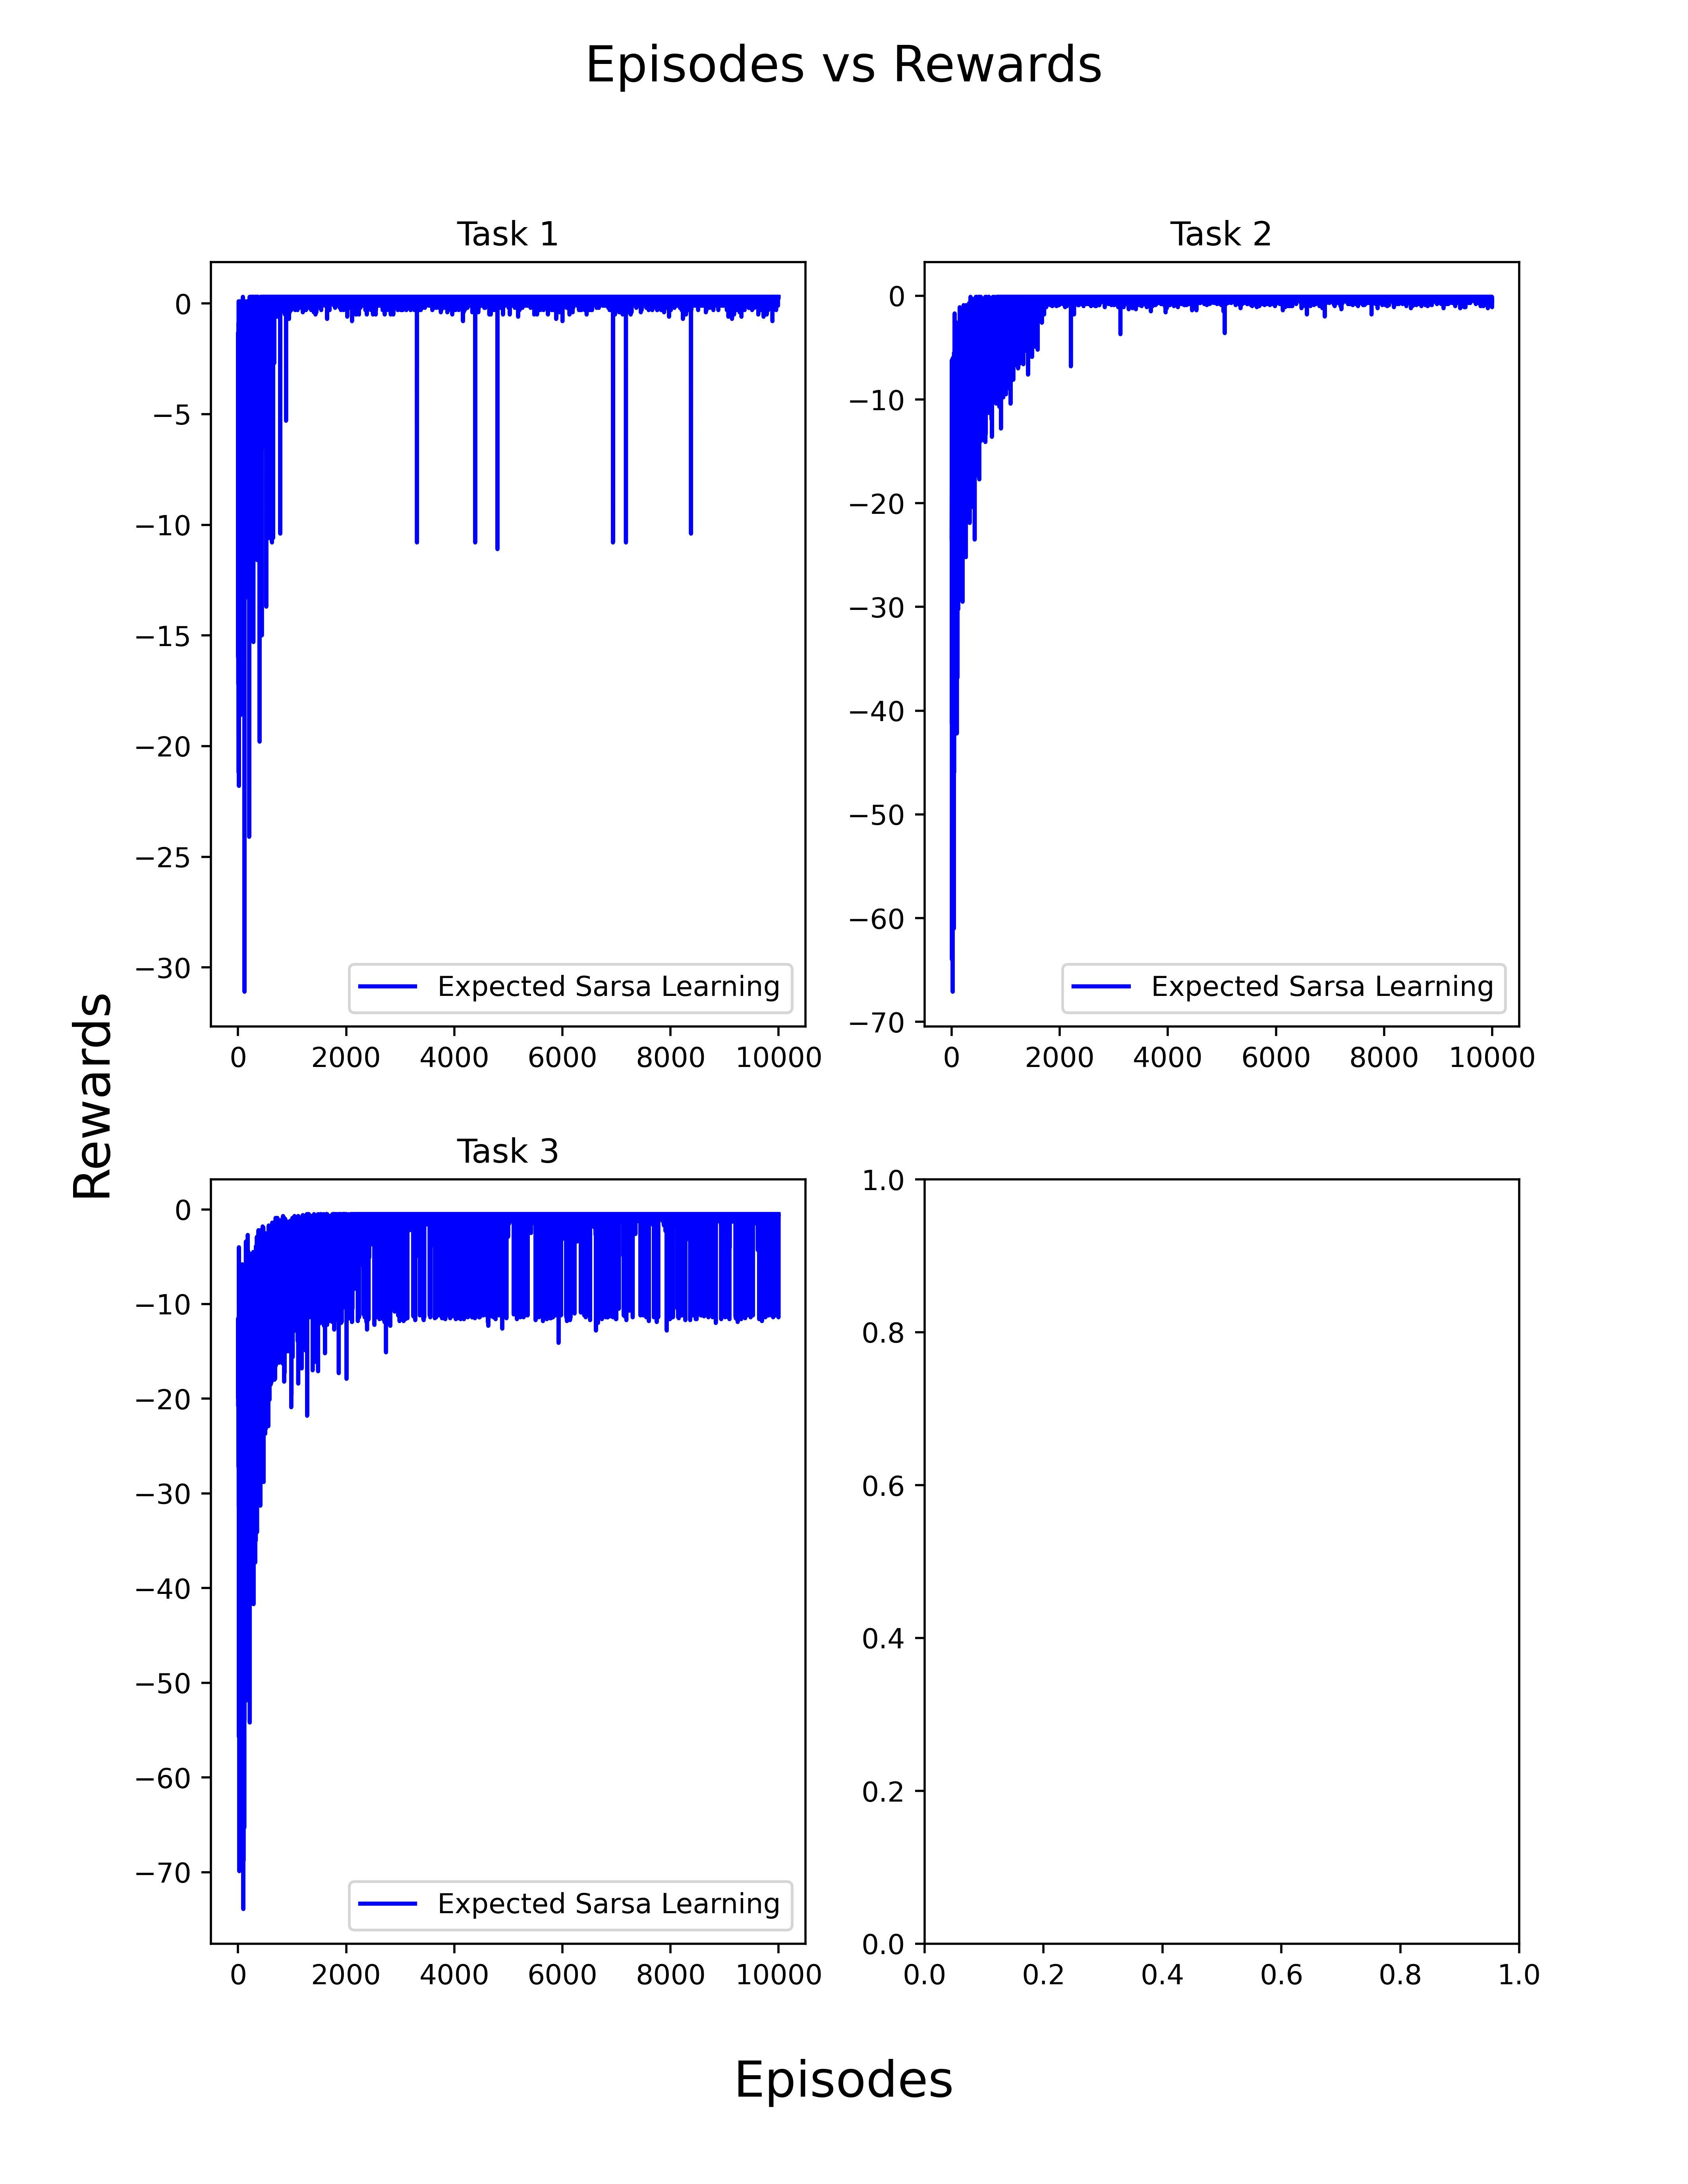 Episodes vs Rewards
Task 1
0
−5
−10
−15
−20
−25
−30
Expected Sarsa Learning
0 2000 4000 6000 8000 10000
Task 2
0
−10
−20
−30
−40
−50
−60
−70
Expected Sarsa Learning
0 2000 4000 6000 8000 10000
Rewards
Task 3
0
−10
−20
−30
−40
−50
−60
−70
Expected Sarsa Learning
0 2000 4000 6000 8000 10000
1.0
0.8
0.6
0.4
0.2
0.0
0.0 0.2 0.4 0.6 0.8 1.0
Episodes